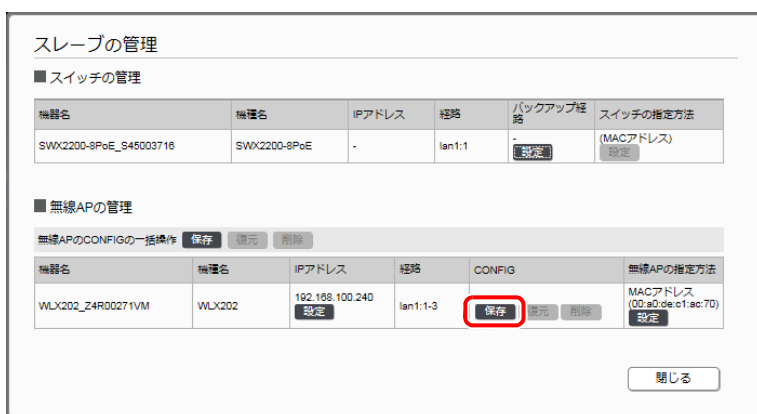 スレーブの管理
■スイッチの管理
機器名 機種名 IPアドレス 経路 バックアップ経路 スイッチの指定方法
SWX2200-8PoE_S45003716 SWX2200-8PoE - lan1:1 - 設定 (MACアドレス) 設定
■無線APの管理
無線APのCONFIGの一括操作 保存 復元 削除
機器名 機種名 IPアドレス 経路 CONFIG 無線APの指定方法
WLX202_Z4R00271VM WLX202 192.168.100.240 設定 lan1:1-3 保存 復元 削除 MACアドレス (00:a0:de:c1:ac:70) 設定
閉じる